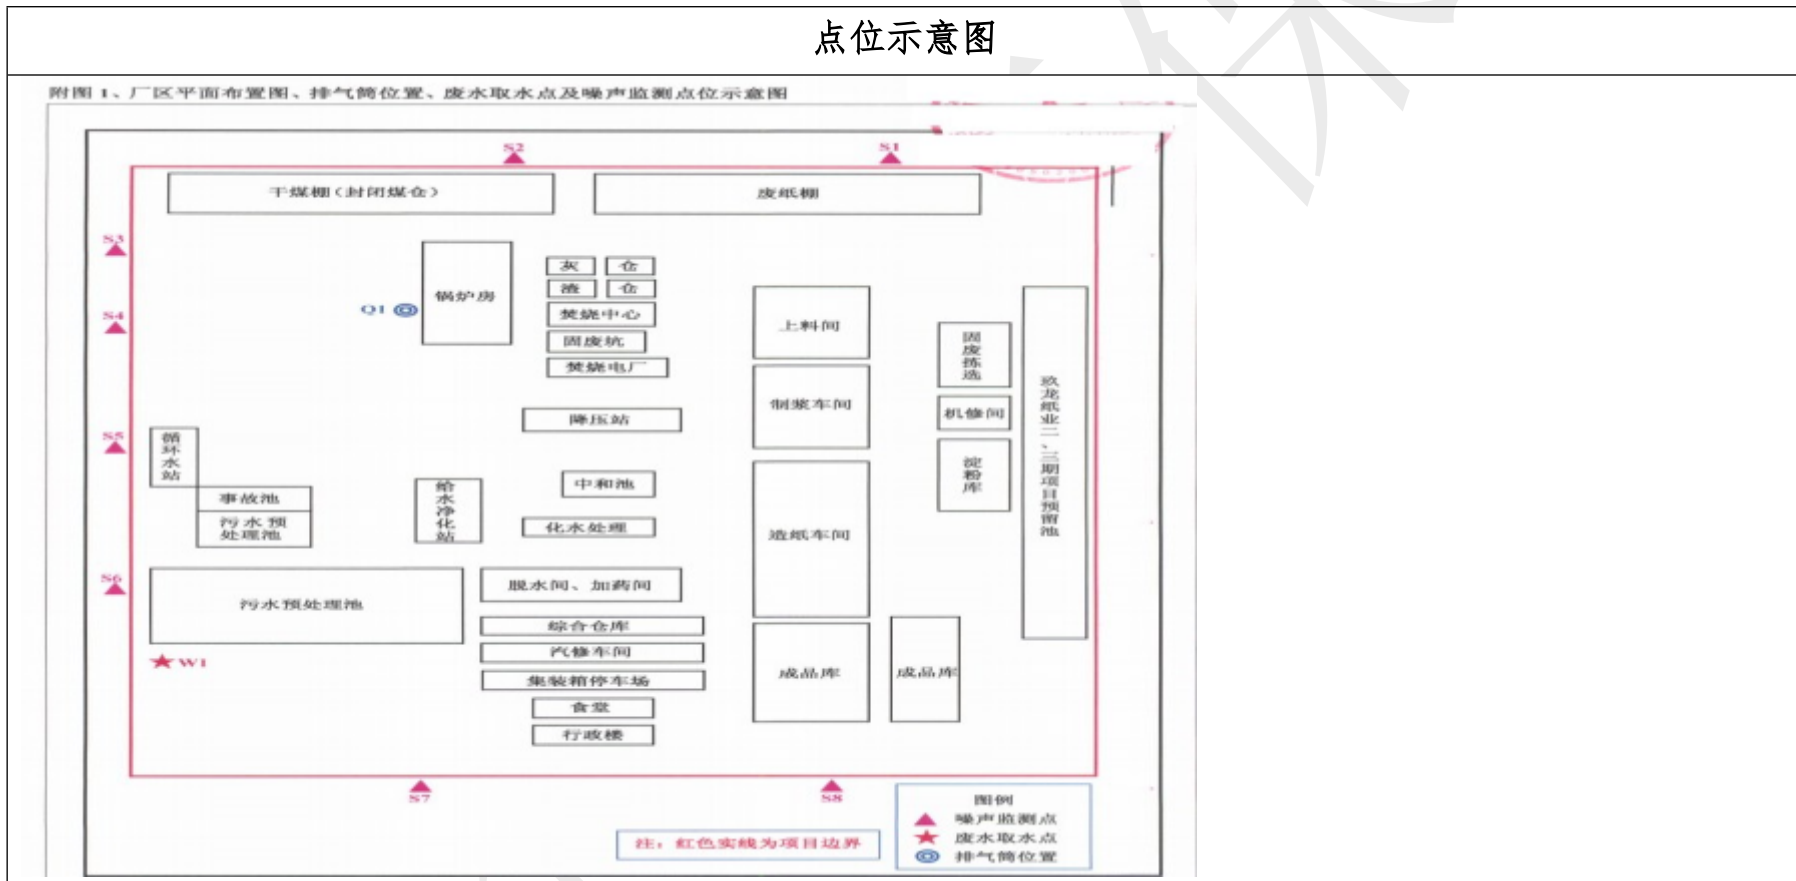 点位示意图
附图 1、厂区平面布置图、排气筒位置、废水取水点及噪声监测点位示意图
S2
S1
干煤棚(封闭煤仓)
废纸棚
S3
锅炉房
灰
仓
渣
仓
Q1
S4
焚烧中心
固废坑
焚烧电厂
上料间
固废拣选
玖龙纸业二、三期项目预留池
制浆车间
机修间
降压站
S5
循环水站
淀粉库
事故池
污水预
处理池
给水净化站
中和池
化水处理
造纸车间
S6
污水预处理池
脱水间、加药间
综合仓库
汽修车间
W1
集装箱停车场
成品库
成品库
食堂
行政楼
S7
S8
图例
噪声监测点
废水取水点
排气筒位置
注:红色实线为项目边界